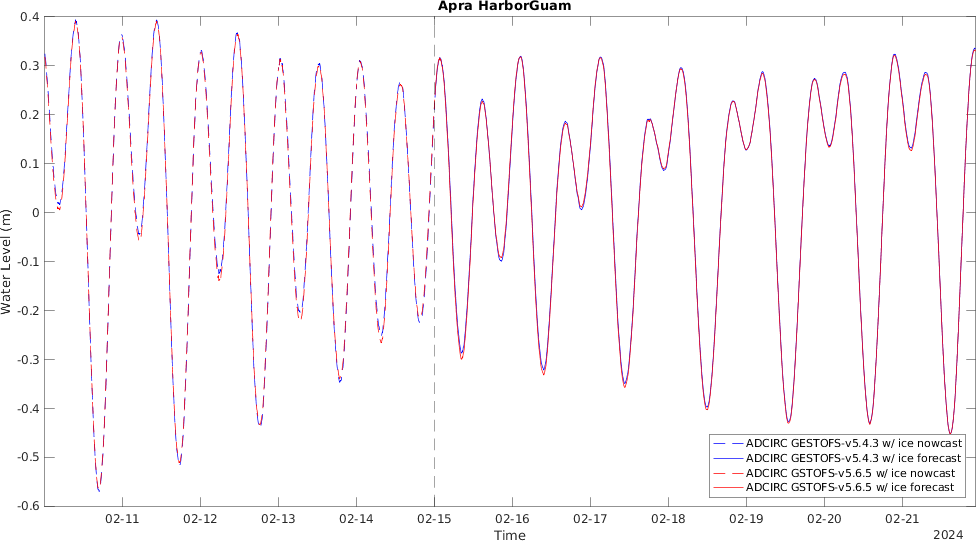 Apra HarborGuam
0.4
0.3
0.2
0.1
0
-0.1
-0.2
-0.3
-0.4
-0.5
-0.6
Water Level (m)
ADCIRC GESTOFS-v5.4.3 w/ ice nowcast
ADCIRC GESTOFS-v5.4.3 w/ ice forecast
ADCIRC GSTOFS-v5.6.5 w/ ice nowcast
ADCIRC GSTOFS-v5.6.5 w/ ice forecast
02-11 02-12 02-13 02-14 02-15 02-16 02-17 02-18 02-19 02-20 02-21
Time
2024